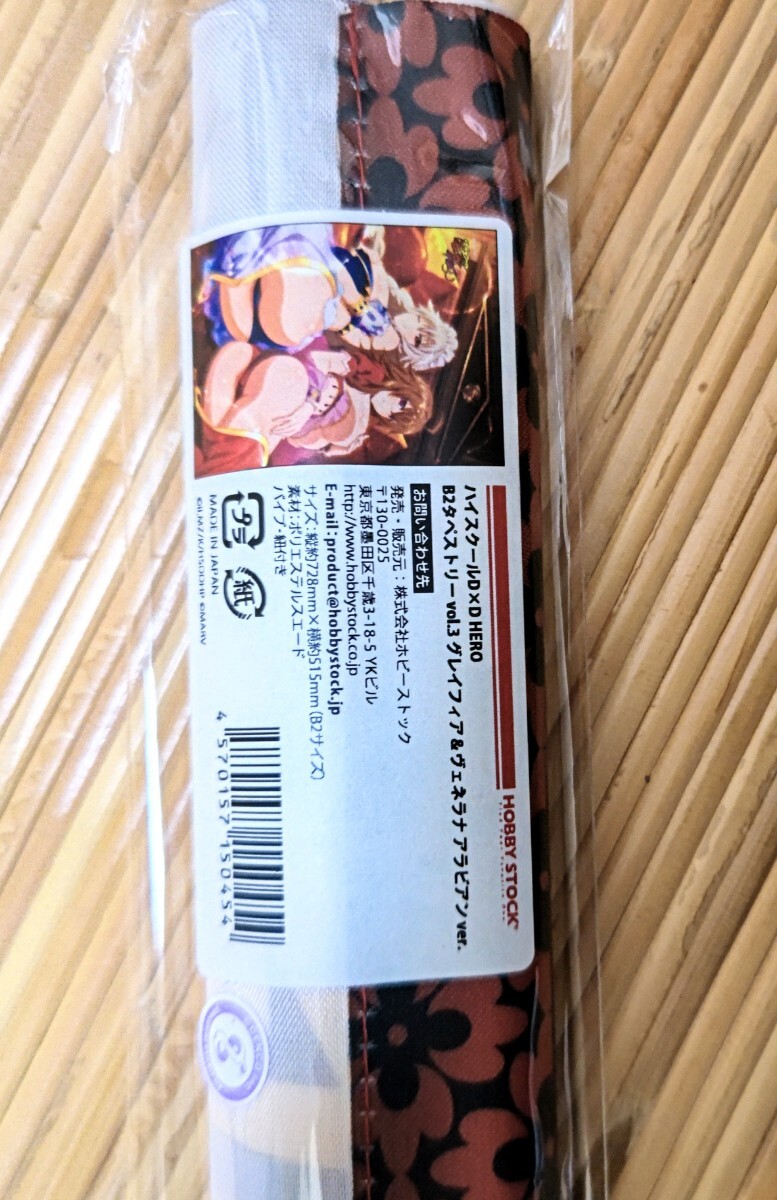 HOBBY STOCK
ハイスクールD×D HERO
B2タペストリー vol.3 グレイフィア＆ヴェネラナ アラビアンver.
お問い合わせ先
発売・販売元：株式会社ホビーストック
〒130-0025
東京都墨田区千歳3-18-5 YKビル
http://www.hobbystock.co.jp
E-mail:product@hobbystock.jp
サイズ:縦約728mm×横約515mm (B2サイズ)
素材:ポリエステルスエード
パイプ・紐付き
プラ
紙
MADE IN JAPAN
4 570157 150454